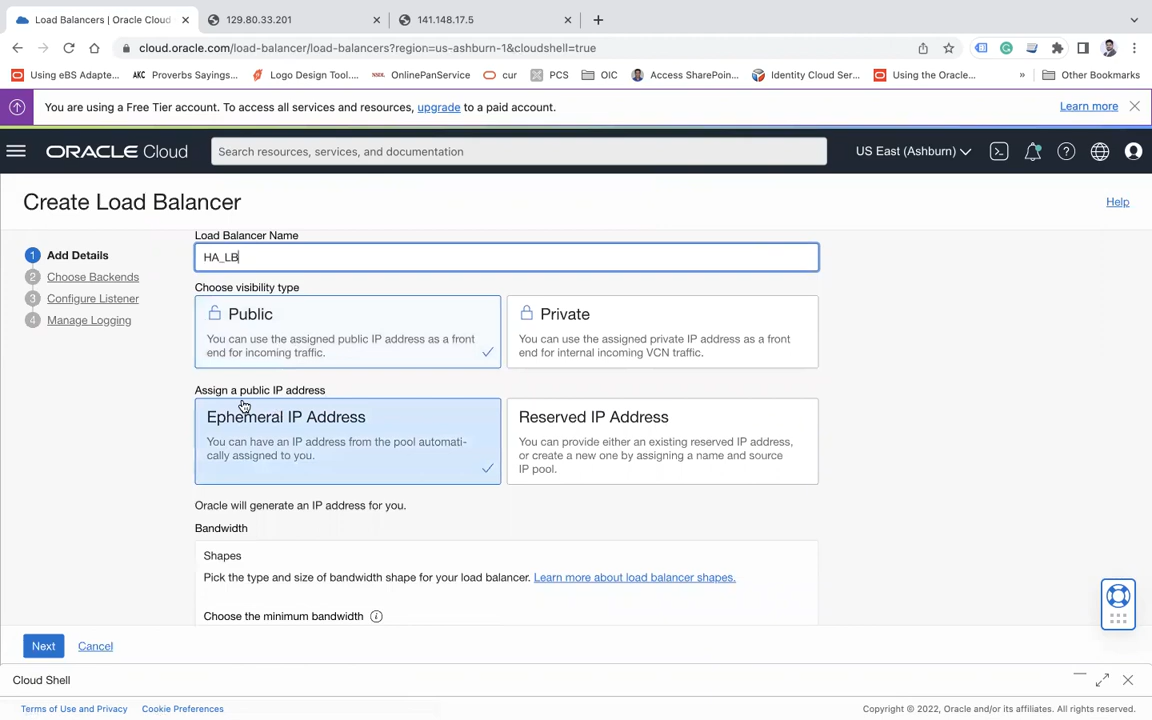 Load Balancers | Oracle Cloud
129.80.33.201
141.148.17.5
cloud.oracle.com/load-balancer/load-balancers?region=us-ashburn-1&cloudshell=true
Using eBS Adapte...
AKC Proverbs Sayings...
Logo Design Tool....
OnlinePanService
cur
PCS
OIC
Access SharePoin...
Identity Cloud Ser...
Using the Oracle...
»
Other Bookmarks
You are using a Free Tier account. To access all services and resources, upgrade to a paid account.
Learn more
ORACLE Cloud
Search resources, services, and documentation
US East (Ashburn)
Create Load Balancer
Help
1 Add Details
2 Choose Backends
3 Configure Listener
4 Manage Logging
Load Balancer Name
HA_LB
Choose visibility type
Public
You can use the assigned public IP address as a front
end for incoming traffic.
Private
You can use the assigned private IP address as a front
end for internal incoming VCN traffic.
Assign a public IP address
Ephemeral IP Address
You can have an IP address from the pool automati-
cally assigned to you.
Reserved IP Address
You can provide either an existing reserved IP address,
or create a new one by assigning a name and source
IP pool.
Oracle will generate an IP address for you.
Bandwidth
Shapes
Pick the type and size of bandwidth shape for your load balancer. Learn more about load balancer shapes.
Choose the minimum bandwidth
Next
Cancel
Cloud Shell
Terms of Use and Privacy
Cookie Preferences
Copyright © 2022, Oracle and/or its affiliates. All rights reserved.